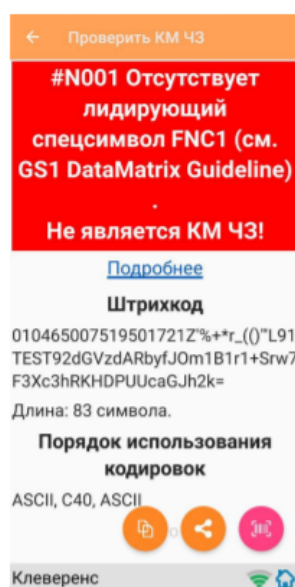 Проверить КМ ЧЗ
#N001 Отсутствует
лидирующий
спецсимвол FNC1 (см.
GS1 DataMatrix Guideline)
.
Не является КМ ЧЗ!
Подробнее
Штрихкод
010465007519501721Z'%+*r_(()"'L91
TEST92dGVzdARbyfJOm1B1r1+Srw7
F3Xc3hRKHDPUUcaGJh2k=
Длина: 83 символа.
Порядок использования
кодировок
ASCII, C40, ASCII
Клеверенс